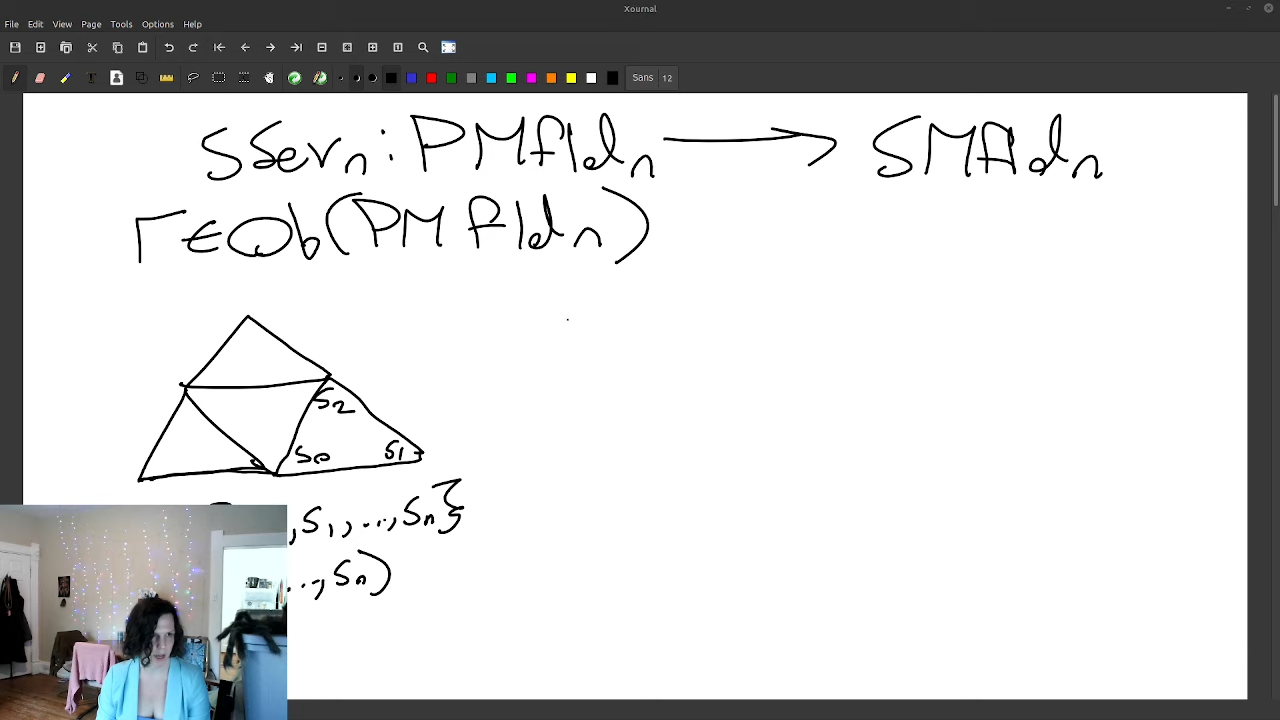 Xournal
File Edit View Page Tools Options Help
Sans 12
SSern : PMfldn → SMfldn
Γ ∈ Ob(PMfldn)
S2
S0 S1
,S1,...,Sn}
...,Sn)